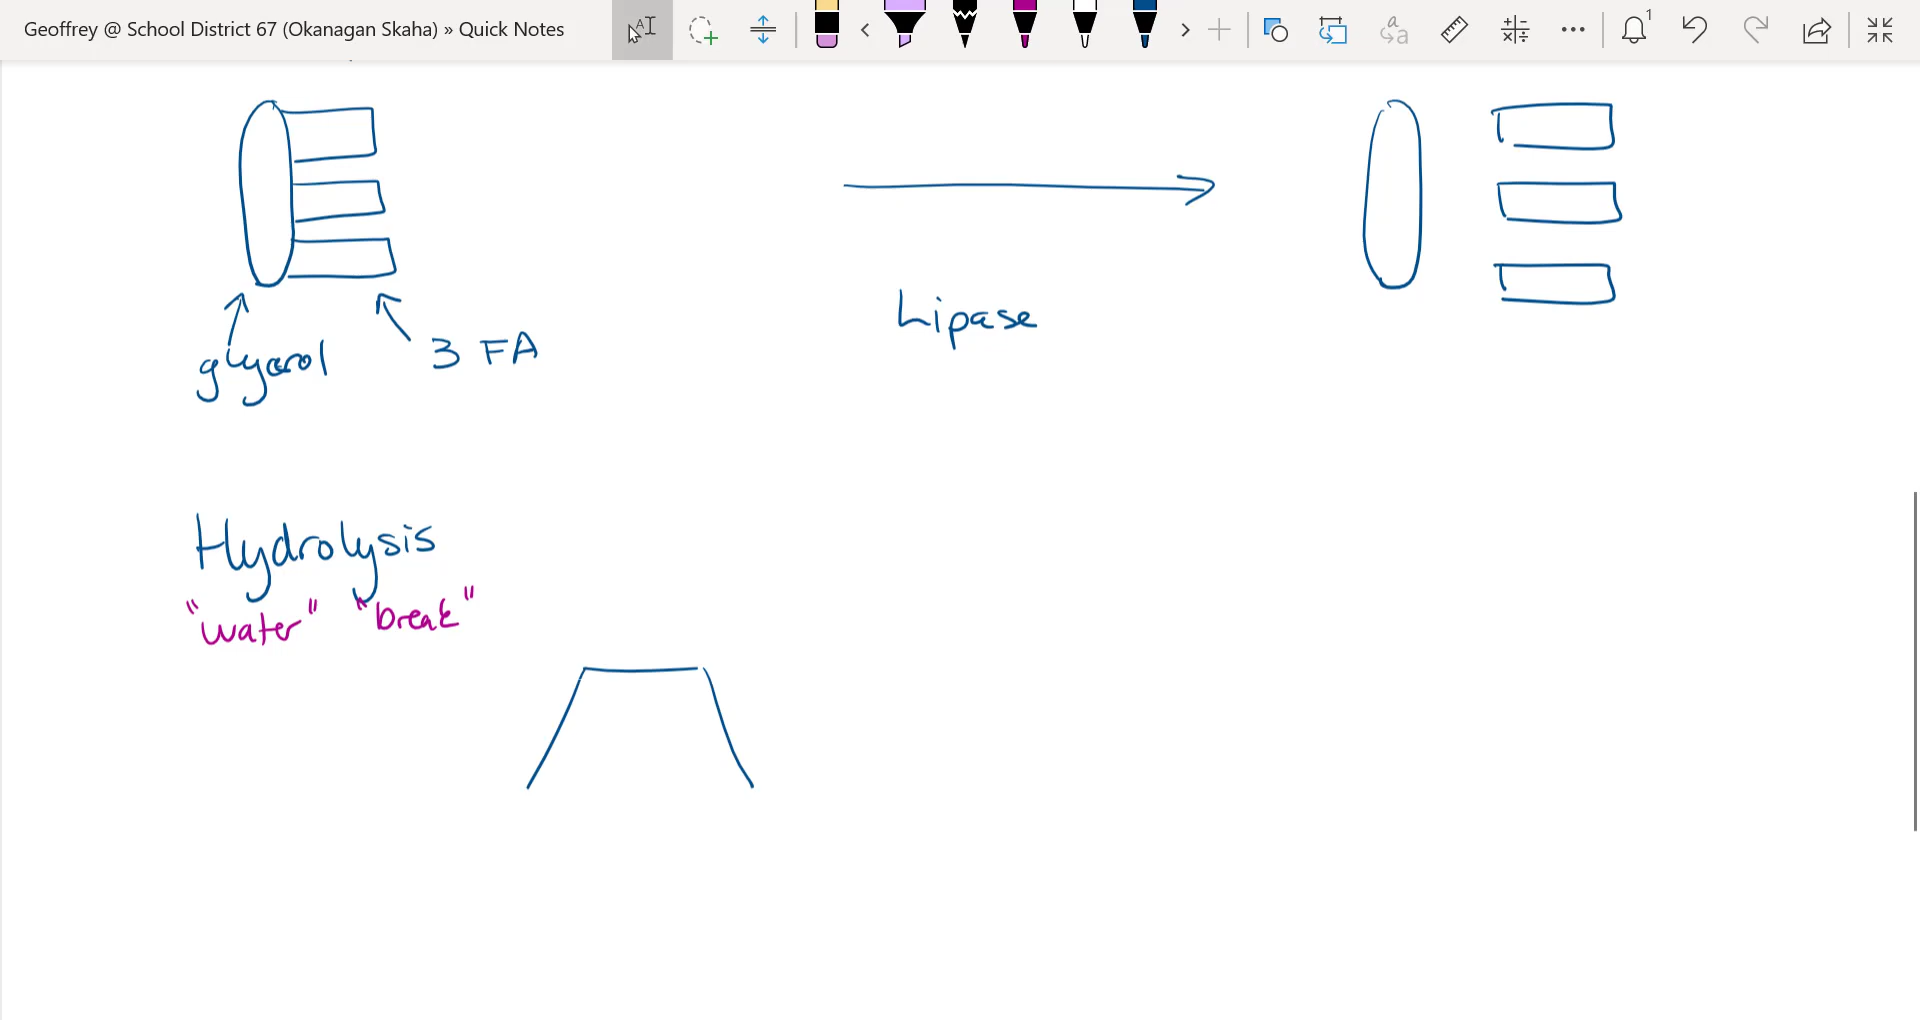 Geoffrey @ School District 67 (Okanagan Skaha) » Quick Notes
Lipase
glycerol
3 FA
Hydrolysis
"water" "break"